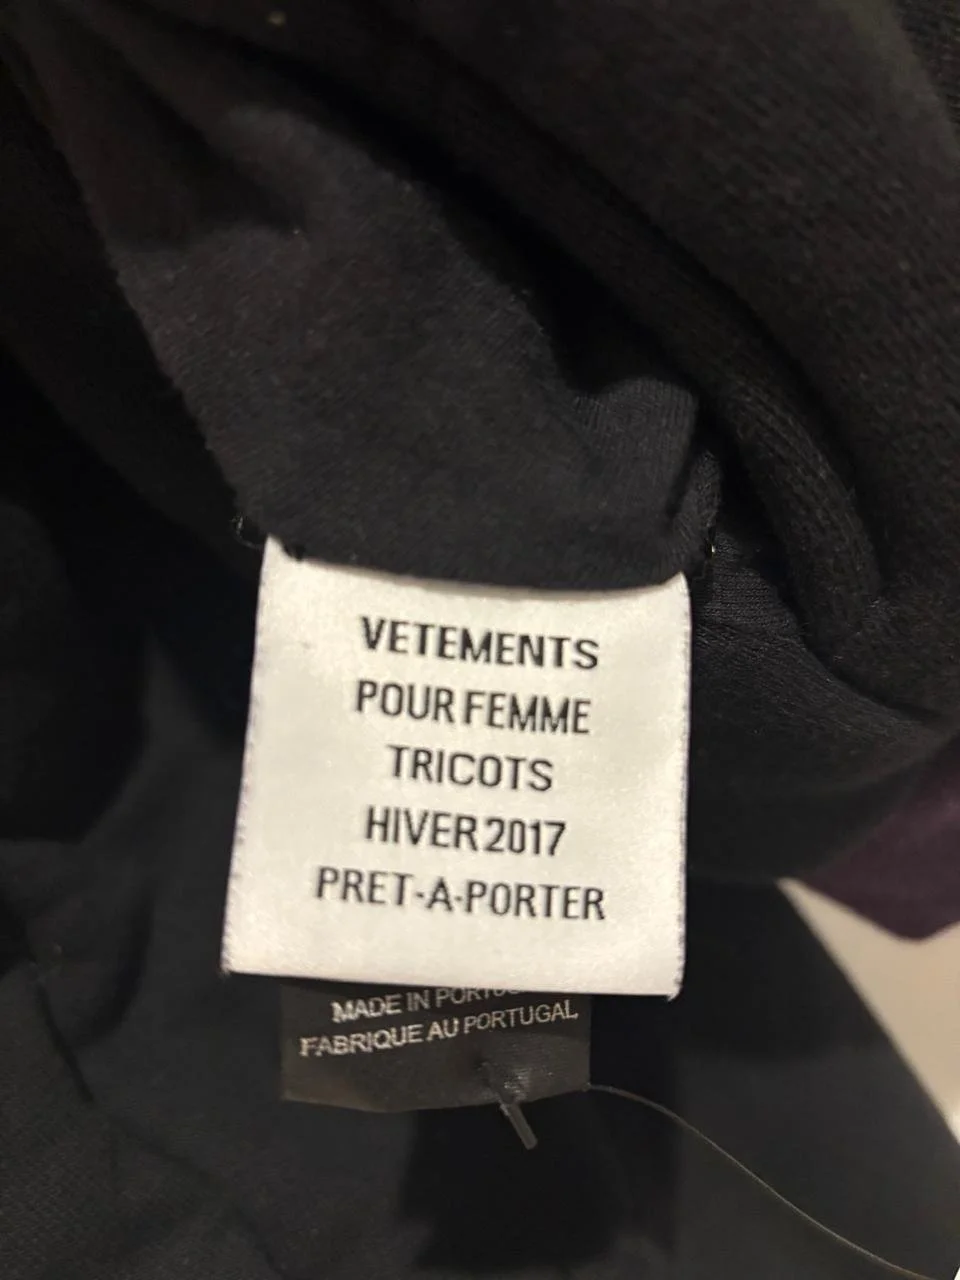 VETEMENTS
POUR FEMME
TRICOTS
HIVER 2017
PRET-A-PORTER
MADE IN
FABRIQUE AU PORTUGAL